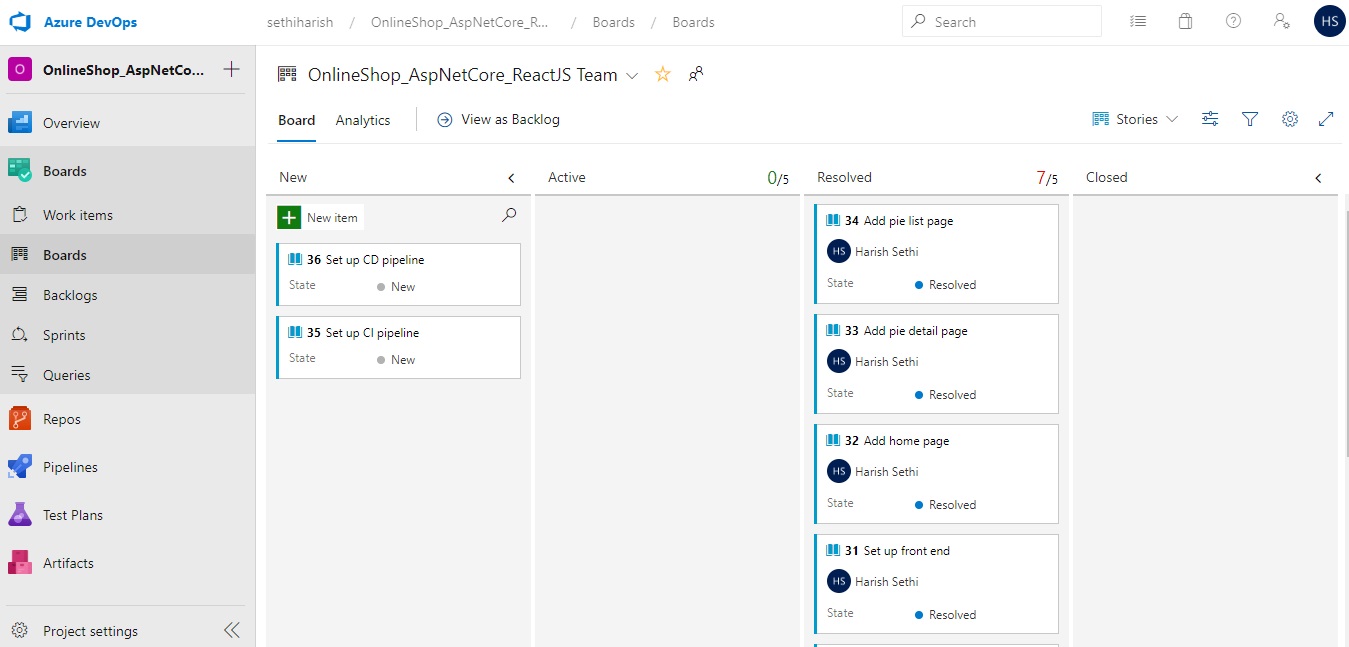 Azure DevOps
sethiharish / OnlineShop_AspNetCore_R... / Boards / Boards
Search
HS
O OnlineShop_AspNetCo...
Overview
Boards
Work items
Boards
Backlogs
Sprints
Queries
Repos
Pipelines
Test Plans
Artifacts
Project settings
OnlineShop_AspNetCore_ReactJS Team
Board Analytics View as Backlog
Stories
New
New item
36 Set up CD pipeline
State New
35 Set up CI pipeline
State New
Active 0/5
Resolved 7/5
34 Add pie list page
HS Harish Sethi
State Resolved
33 Add pie detail page
HS Harish Sethi
State Resolved
32 Add home page
HS Harish Sethi
State Resolved
31 Set up front end
HS Harish Sethi
State Resolved
Closed